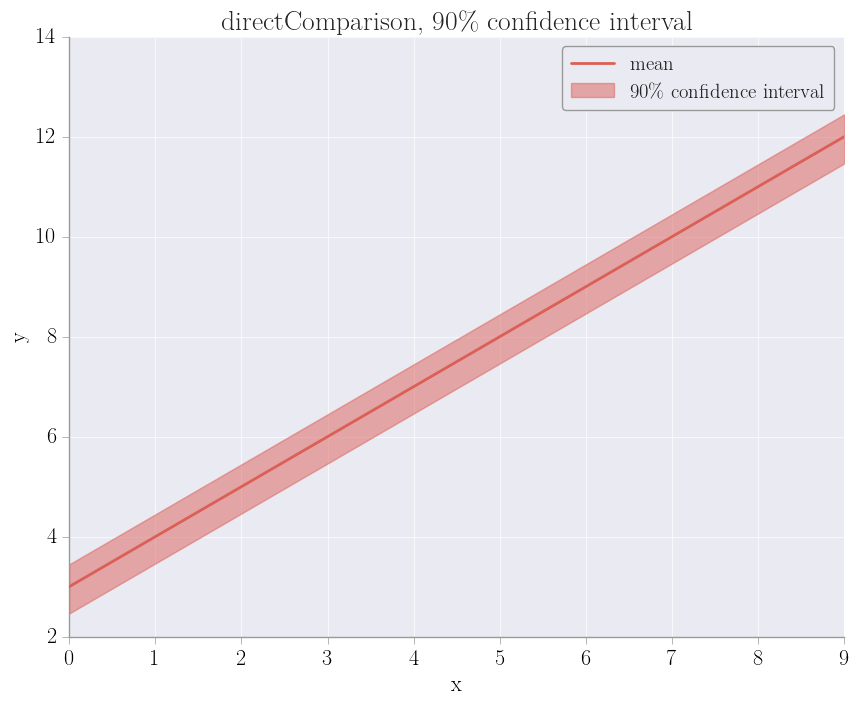 directComparison, 90% confidence interval
14
mean
90% confidence interval
12
10
8
y
6
4
2
0 1 2 3 4 5 6 7 8 9
x